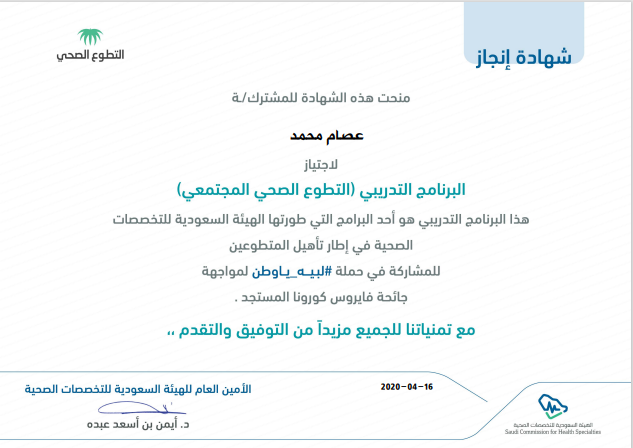 شهادة إنجاز
التطوع الصحي
منحت هذه الشهادة للمشترك/ـة
عصام محمد
لاجتياز
البرنامج التدريبي (التطوع الصحي المجتمعي)
هذا البرنامج التدريبي هو أحد البرامج التي طورتها الهيئة السعودية للتخصصات
الصحية في إطار تأهيل المتطوعين
للمشاركة في حملة #لبيـه_يـاوطن لمواجهة
جائحة فايروس كورونا المستجد .
مع تمنياتنا للجميع مزيداً من التوفيق والتقدم ،،
2020-04-16
الأمين العام للهيئة السعودية للتخصصات الصحية
د. أيمن بن أسعد عبده
الهيئة السعودية للتخصصات الصحية
Saudi Commission for Health Specialties